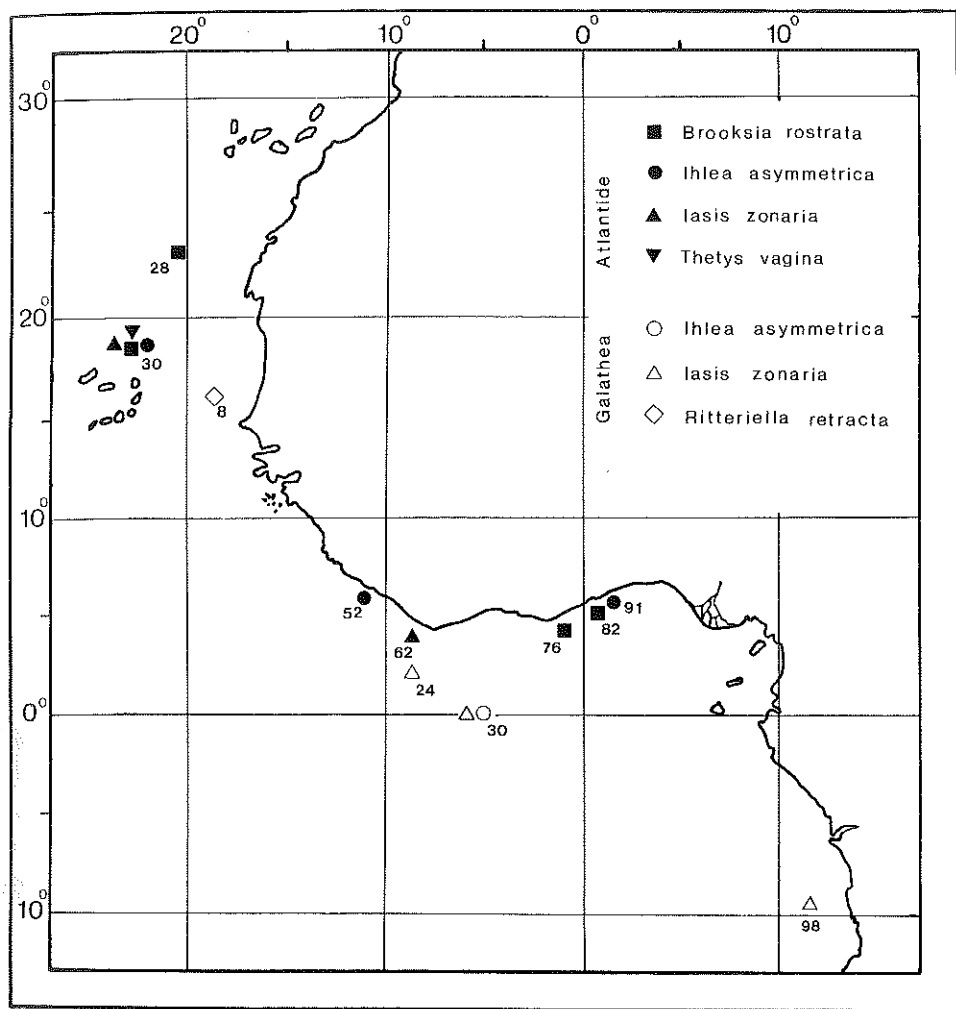 20° 10° 0° 10°
30°
20°
10°
0°
10°
Atlantide
Brooksia rostrata
Ihlea asymmetrica
Iasis zonaria
Thetys vagina
Galathea
Ihlea asymmetrica
Iasis zonaria
Ritteriella retracta
28
30
8
52
62
24
30
76
82
91
98